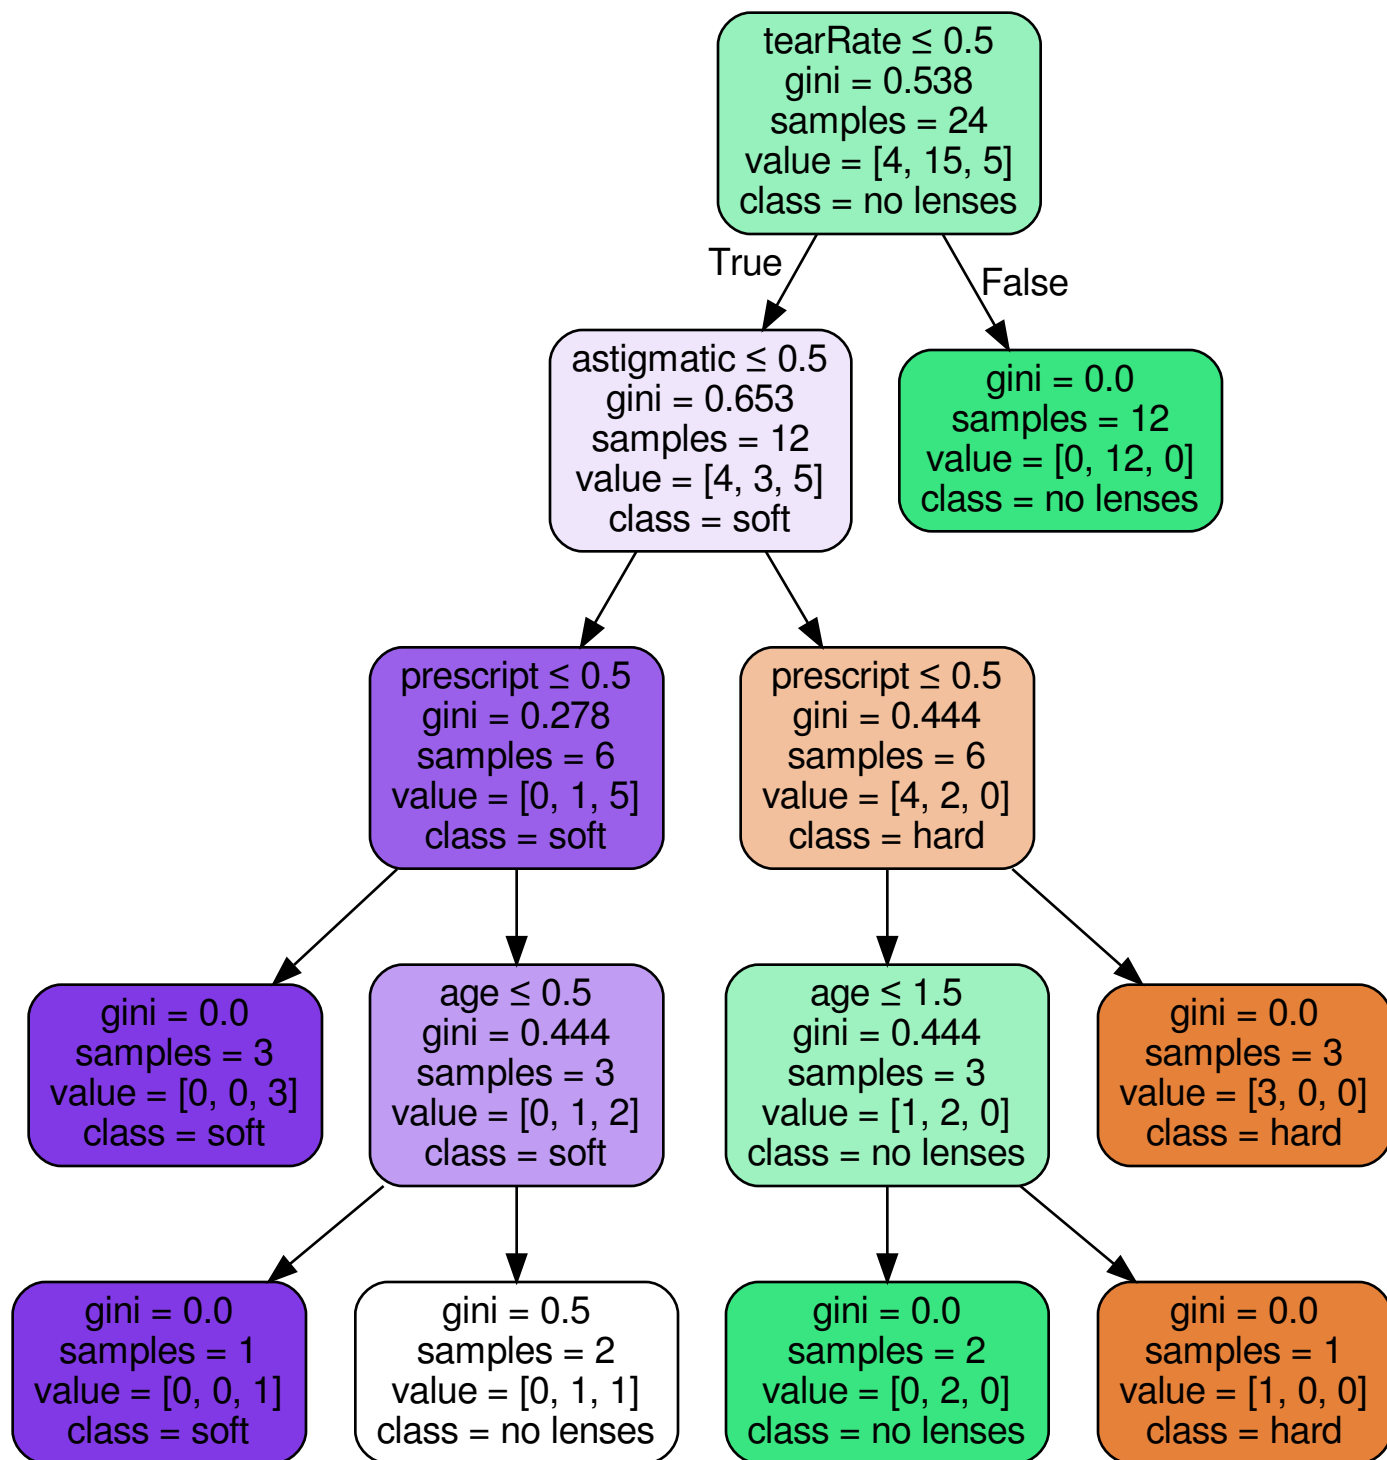 tearRate ≤ 0.5
gini = 0.538
samples = 24
value = [4, 15, 5]
class = no lenses
True
False
astigmatic ≤ 0.5
gini = 0.653
samples = 12
value = [4, 3, 5]
class = soft
gini = 0.0
samples = 12
value = [0, 12, 0]
class = no lenses
prescript ≤ 0.5
gini = 0.278
samples = 6
value = [0, 1, 5]
class = soft
prescript ≤ 0.5
gini = 0.444
samples = 6
value = [4, 2, 0]
class = hard
gini = 0.0
samples = 3
value = [0, 0, 3]
class = soft
age ≤ 0.5
gini = 0.444
samples = 3
value = [0, 1, 2]
class = soft
age ≤ 1.5
gini = 0.444
samples = 3
value = [1, 2, 0]
class = no lenses
gini = 0.0
samples = 3
value = [3, 0, 0]
class = hard
gini = 0.0
samples = 1
value = [0, 0, 1]
class = soft
gini = 0.5
samples = 2
value = [0, 1, 1]
class = no lenses
gini = 0.0
samples = 2
value = [0, 2, 0]
class = no lenses
gini = 0.0
samples = 1
value = [1, 0, 0]
class = hard